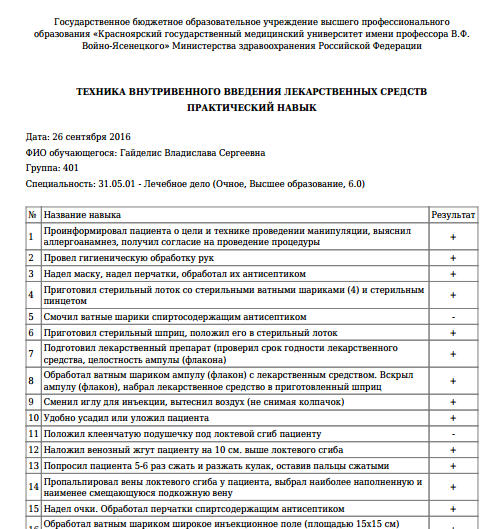 Государственное бюджетное образовательное учреждение высшего профессионального
образования «Красноярский государственный медицинский университет имени профессора В.Ф.
Войно-Ясенецкого» Министерства здравоохранения Российской Федерации
ТЕХНИКА ВНУТРИВЕННОГО ВВЕДЕНИЯ ЛЕКАРСТВЕННЫХ СРЕДСТВ
ПРАКТИЧЕСКИЙ НАВЫК
Дата: 26 сентября 2016
ФИО обучающегося: Гайделис Владислава Сергеевна
Группа: 401
Специальность: 31.05.01 - Лечебное дело (Очное, Высшее образование, 6.0)
№ Название навыка Результат
1 Проинформировал пациента о цели и технике проведении манипуляции, выяснил
аллергоанамнез, получил согласие на проведение процедуры +
2 Провел гигиеническую обработку рук +
3 Надел маску, надел перчатки, обработал их антисептиком +
4 Приготовил стерильный лоток со стерильными ватными шариками (4) и стерильным
пинцетом +
5 Смочил ватные шарики спиртосодержащим антисептиком -
6 Приготовил стерильный шприц, положил его в стерильный лоток +
7 Подготовил лекарственный препарат (проверил срок годности лекарственного
средства, целостность ампулы (флакона) +
8 Обработал ватным шариком ампулу (флакон) с лекарственным средством. Вскрыл
ампулу (флакон), набрал лекарственное средство в приготовленный шприц +
9 Сменил иглу для инъекции, вытеснил воздух (не снимая колпачок) +
10 Удобно усадил или уложил пациента +
11 Положил клеенчатую подушечку под локтевой сгиб пациенту -
12 Наложил венозный жгут пациенту на 10 см. выше локтевого сгиба +
13 Попросил пациента 5-6 раз сжать и разжать кулак, оставив пальцы сжатыми +
14 Пропальпировал вены локтевого сгиба у пациента, выбрал наиболее наполненную и
наименее смещающуюся подкожную вену +
15 Надел очки. Обработал перчатки спиртсодержащим антисептиком +
Обработал ватным шариком широкое инъекционное поле (площадью 15х15 см)